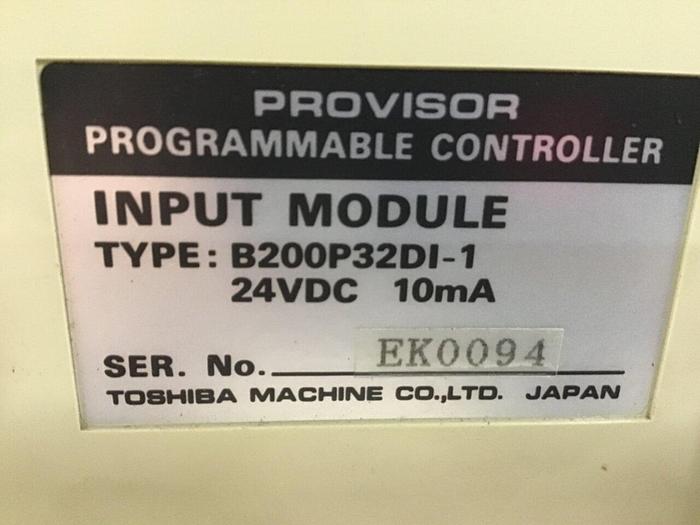 PROVISOR
PROGRAMMABLE CONTROLLER
INPUT MODULE
TYPE: B200P32DI-1
24VDC 10mA
SER. No. EK0094
TOSHIBA MACHINE CO.,LTD. JAPAN